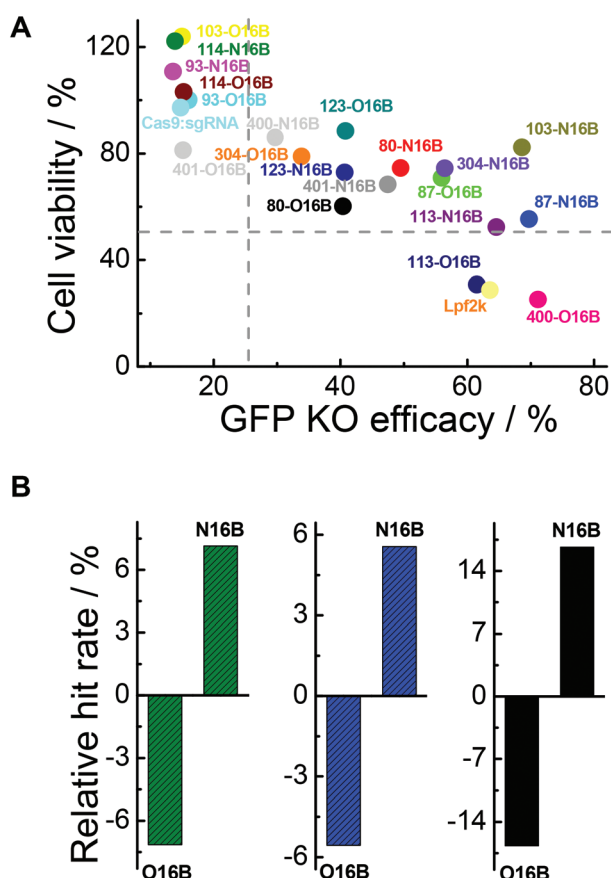 A
Cell viability / %
120
80
40
0
103-O16B
114-N16B
93-N16B
114-O16B
93-O16B
Cas9:sgRNA
400-N16B
123-O16B
103-N16B
401-O16B
304-O16B
123-N16B
80-N16B
304-N16B
401-N16B
87-O16B
80-O16B
113-N16B
87-N16B
113-O16B
Lpf2k
400-O16B
20 40 60 80
GFP KO efficacy / %
B
Relative hit rate / %
6
3
0
-3
-6
N16B
O16B
6
3
0
-3
-6
N16B
O16B
14
7
0
-7
-14
N16B
O16B